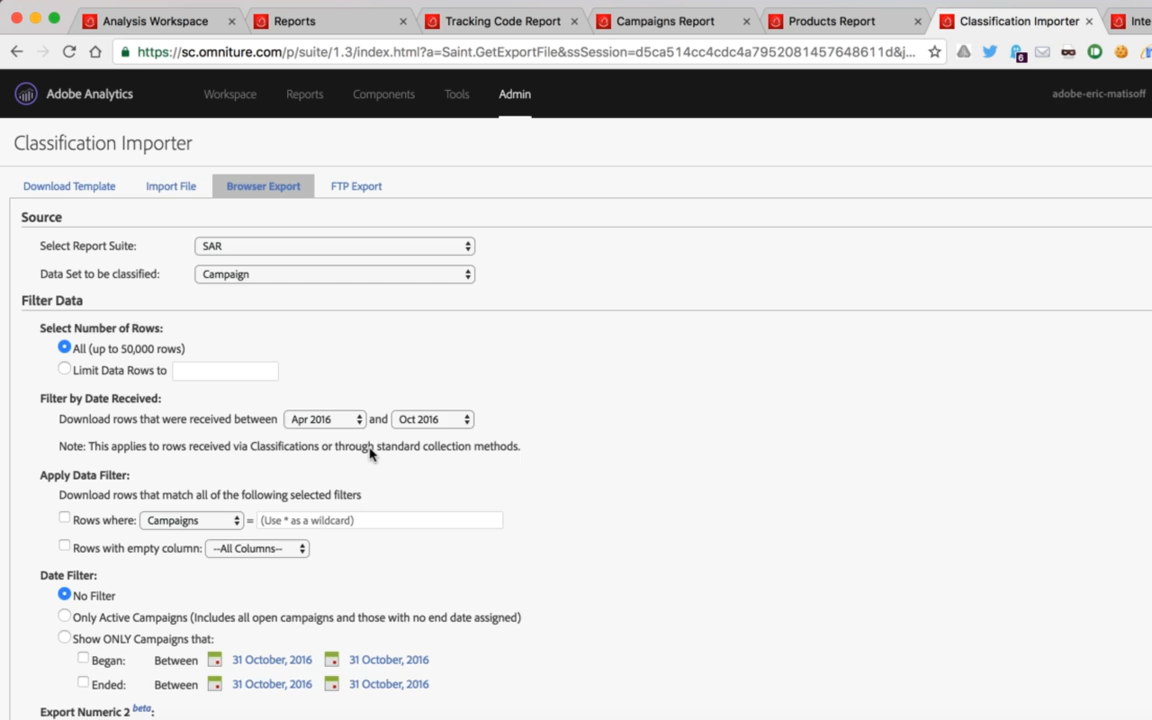 Analysis Workspace × Reports × Tracking Code Report × Campaigns Report × Products Report × Classification Importer × Inte
https://sc.omniture.com/p/suite/1.3/index.html?a=Saint.GetExportFile&ssSession=d5ca514cc4cdc4a7952081457648611d&j... 6
Adobe Analytics Workspace Reports Components Tools Admin adobe-eric-matisoff
Classification Importer
Download Template Import File Browser Export FTP Export
Source
Select Report Suite: SAR
Data Set to be classified: Campaign
Filter Data
Select Number of Rows:
All (up to 50,000 rows)
Limit Data Rows to
Filter by Date Received:
Download rows that were received between Apr 2016 and Oct 2016
Note: This applies to rows received via Classifications or through standard collection methods.
Apply Data Filter:
Download rows that match all of the following selected filters
Rows where: Campaigns = (Use * as a wildcard)
Rows with empty column: --All Columns--
Date Filter:
No Filter
Only Active Campaigns (Includes all open campaigns and those with no end date assigned)
Show ONLY Campaigns that:
Began: Between 31 October, 2016 31 October, 2016
Ended: Between 31 October, 2016 31 October, 2016
Export Numeric 2 beta: